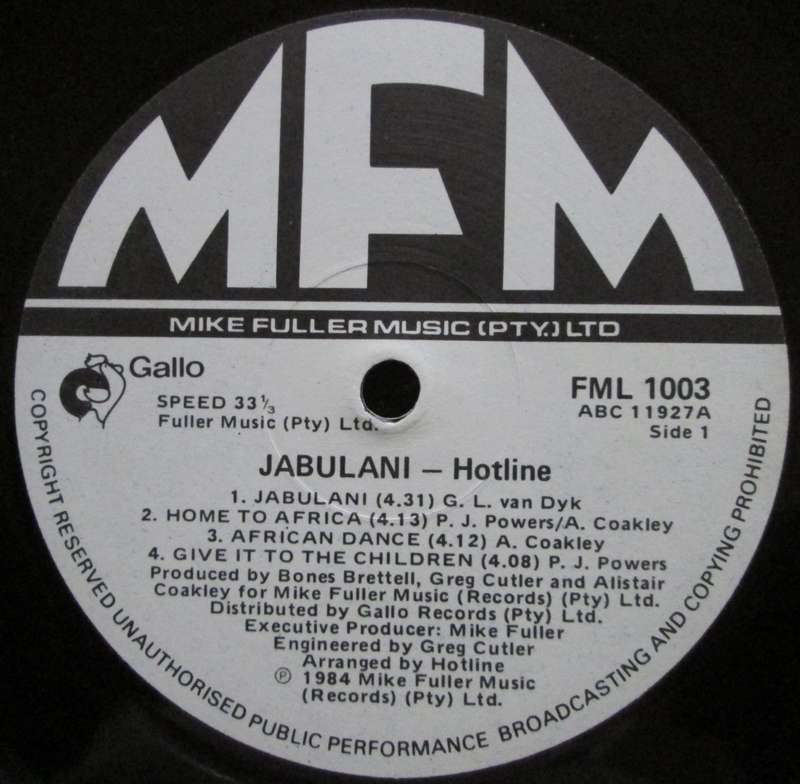 MFM
MIKE FULLER MUSIC (PTY.) LTD
Gallo
SPEED 33⅓
Fuller Music (Pty) Ltd.
FML 1003
ABC 11927A
Side 1
JABULANI – Hotline
1. JABULANI (4.31) G. L. van Dyk
2. HOME TO AFRICA (4.13) P. J. Powers/A. Coakley
3. AFRICAN DANCE (4.12) A. Coakley
4. GIVE IT TO THE CHILDREN (4.08) P. J. Powers
Produced by Bones Brettell, Greg Cutler and Alistair
Coakley for Mike Fuller Music (Records) (Pty) Ltd.
Distributed by Gallo Records (Pty) Ltd.
Executive Producer: Mike Fuller
Engineered by Greg Cutler
Arranged by Hotline
℗ 1984 Mike Fuller Music
(Records) (Pty) Ltd.
COPYRIGHT RESERVED UNAUTHORISED PUBLIC PERFORMANCE BROADCASTING AND COPYING PROHIBITED